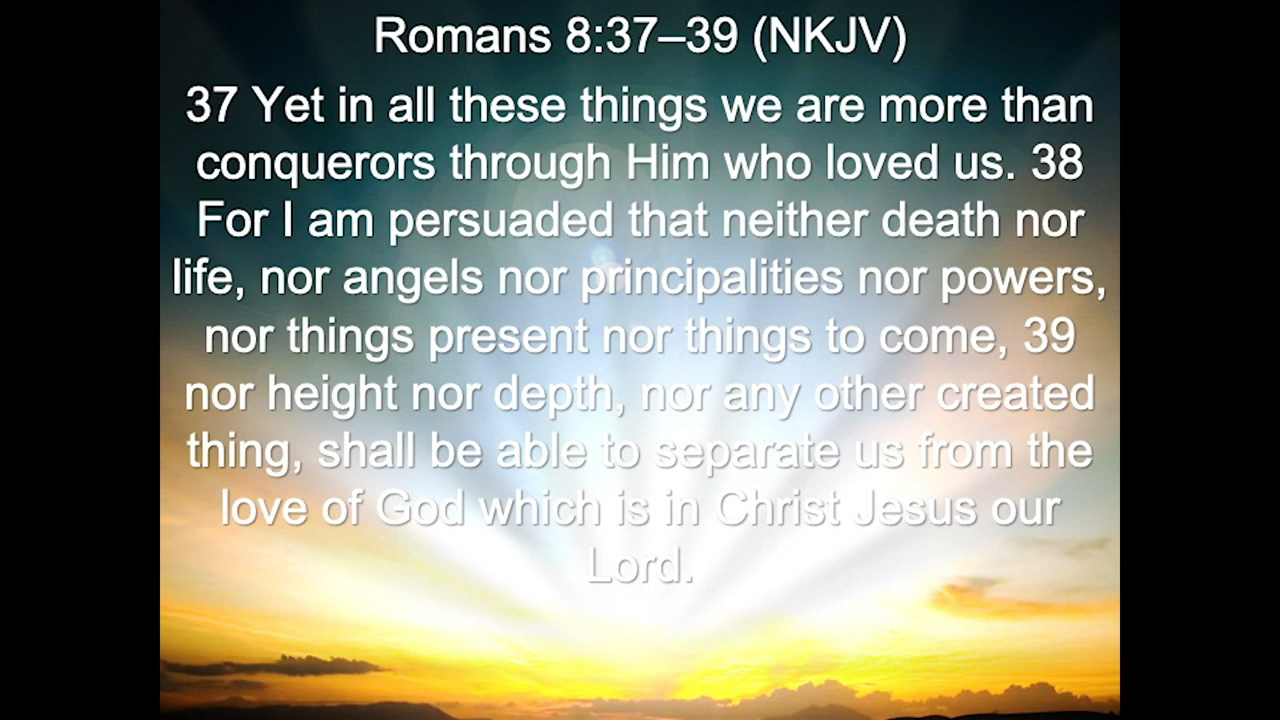 Romans 8:37–39 (NKJV)
37 Yet in all these things we are more than
conquerors through Him who loved us. 38
For I am persuaded that neither death nor
life, nor angels nor principalities nor powers,
nor things present nor things to come, 39
nor height nor depth, nor any other created
thing, shall be able to separate us from the
love of God which is in Christ Jesus our
Lord.